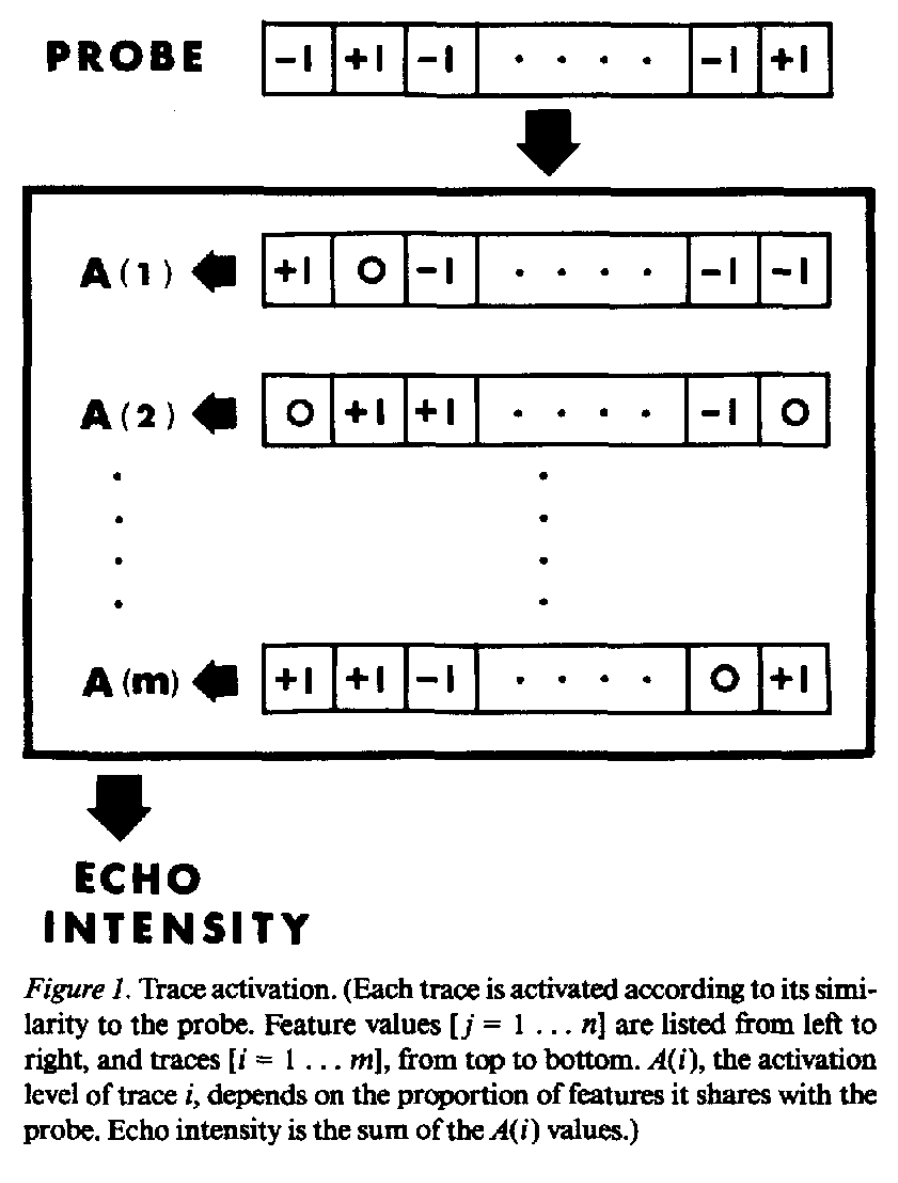 PROBE -1 +1 -1 . . . . -1 +1
A(1) +1 O -1 . . . . -1 -1
A(2) O +1 +1 . . . . -1 O
A(m) +1 +1 -1 . . . . O +1
ECHO
INTENSITY
Figure 1. Trace activation. (Each trace is activated according to its simi-
larity to the probe. Feature values [j = 1 . . . n] are listed from left to
right, and traces [i = 1 . . . m], from top to bottom. A(i), the activation
level of trace i, depends on the proportion of features it shares with the
probe. Echo intensity is the sum of the A(i) values.)